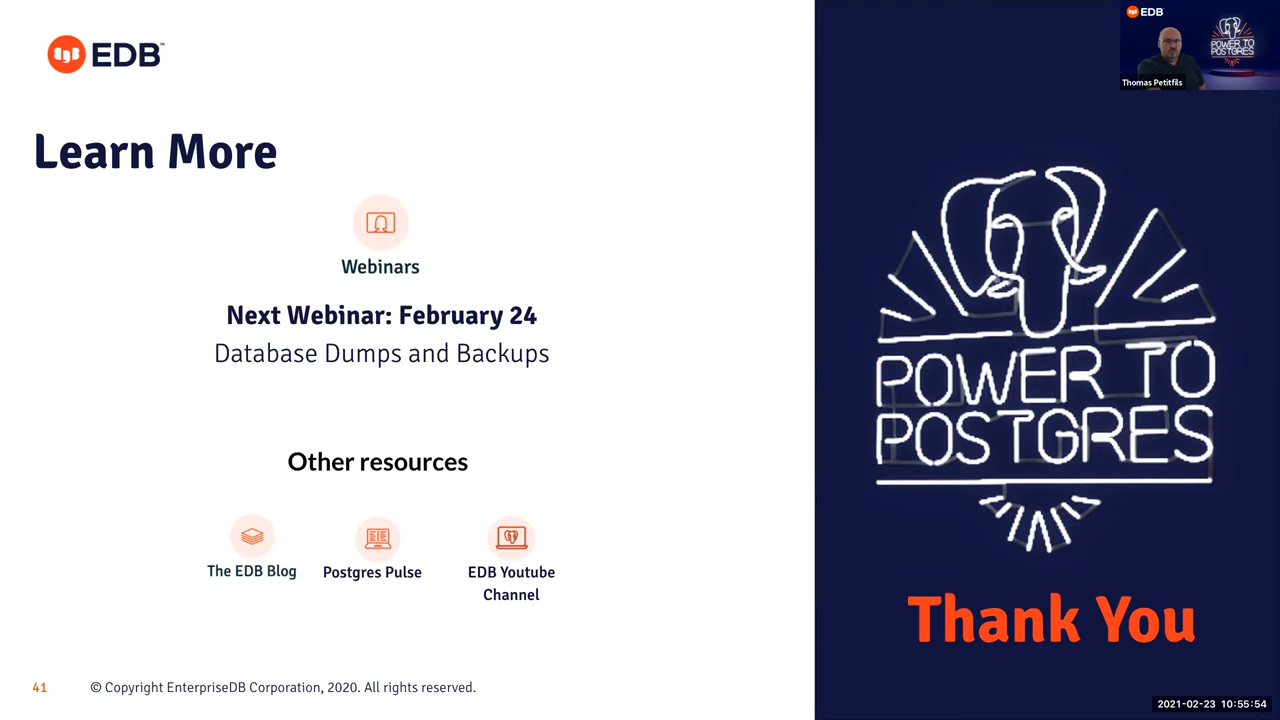 EDB™
Learn More
Webinars
Next Webinar: February 24
Database Dumps and Backups
Other resources
The EDB Blog
Postgres Pulse
EDB Youtube
Channel
41
© Copyright EnterpriseDB Corporation, 2020. All rights reserved.
EDB
POWER TO
POSTGRES
Thomas Petitfils
POWER TO
POSTGRES
Thank You
2021-02-23 10:55:54